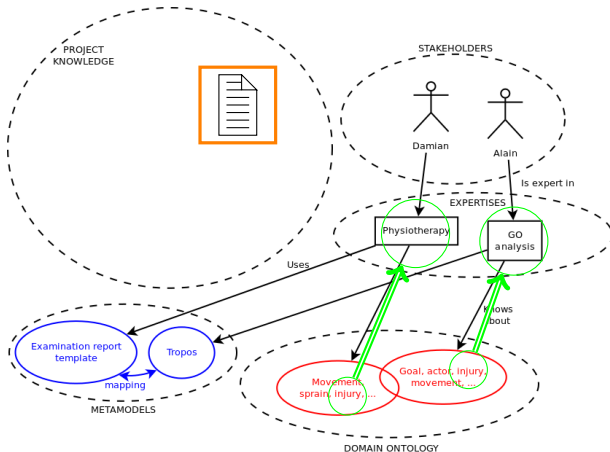 PROJECT
KNOWLEDGE
STAKEHOLDERS
Damian
Alain
Is expert in
EXPERTISES
Physiotherapy
GO
analysis
Uses
Knows
about
Examination report
template
Tropos
mapping
METAMODELS
Movement,
sprain, injury, ...
Goal, actor, injury,
movement, ...
DOMAIN ONTOLOGY